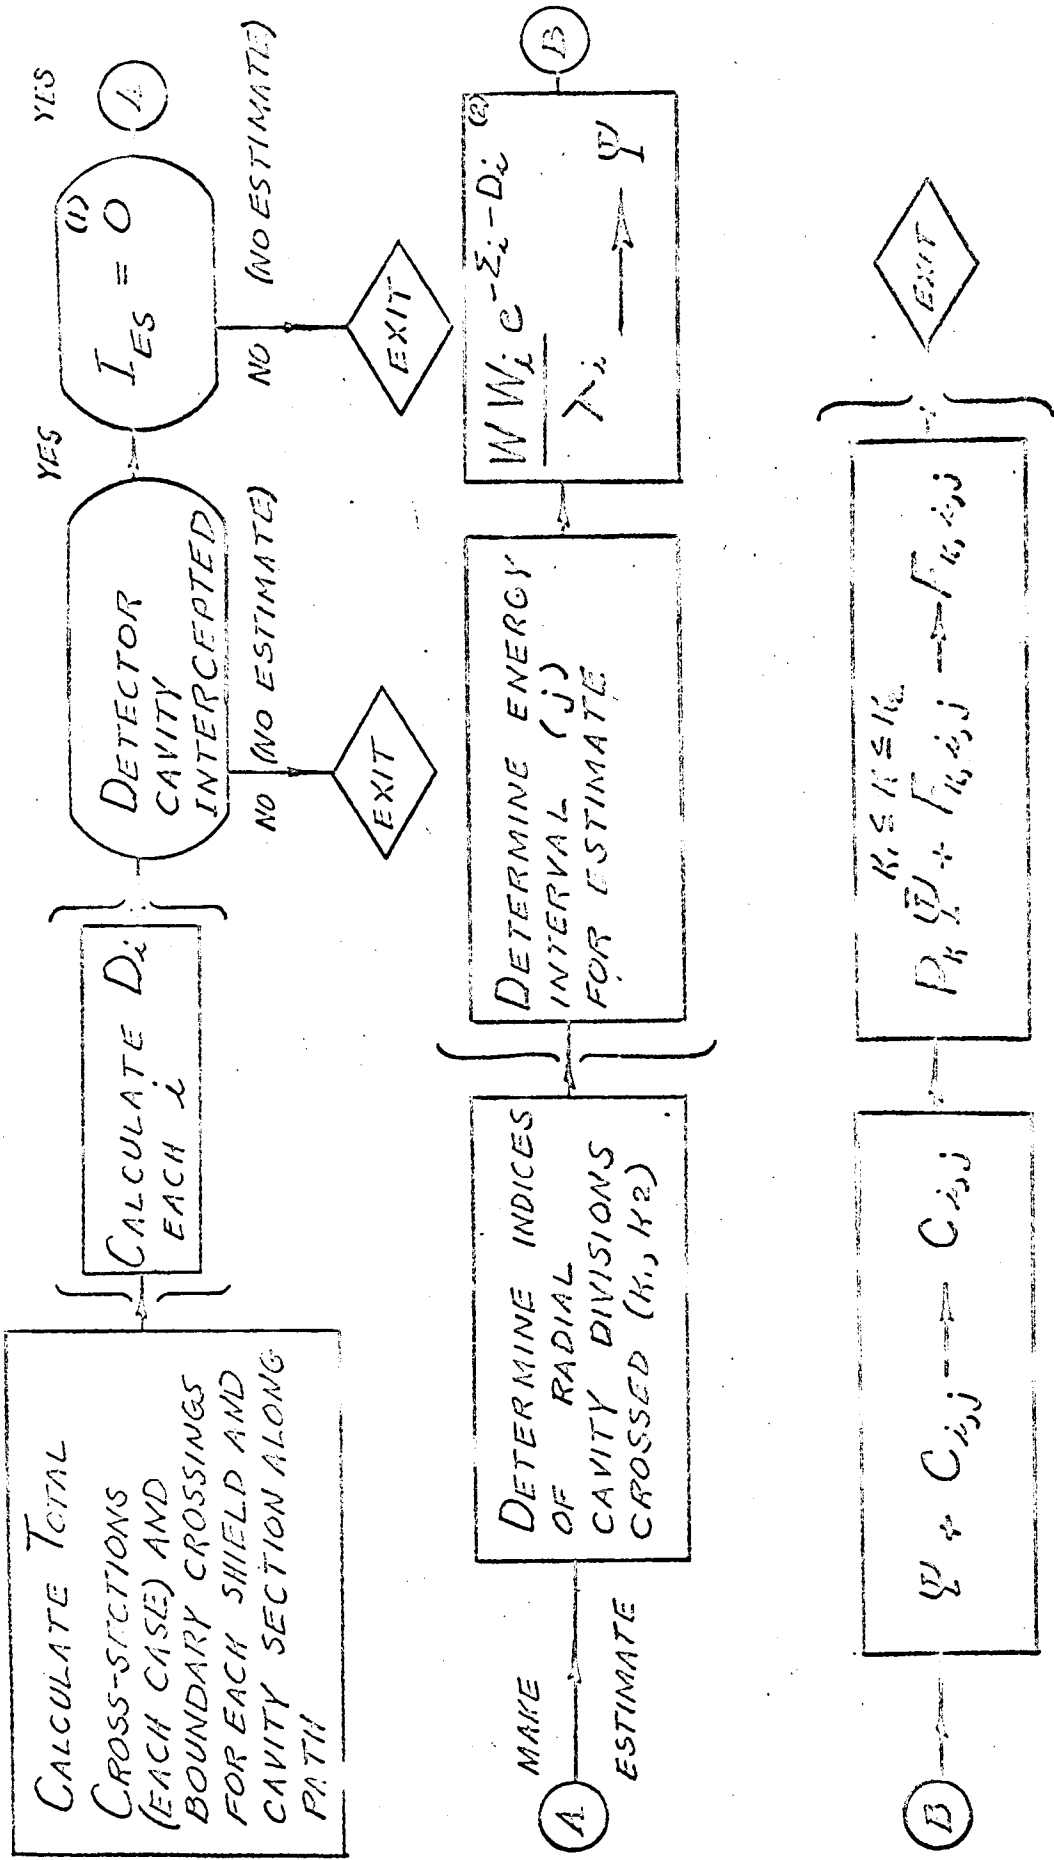 CALCULATE TOTAL
CROSS-SECTIONS
(EACH CASE) AND
BOUNDARY CROSSINGS
FOR EACH SHIELD AND
CAVITY SECTION ALONG
PATH
CALCULATE Di
EACH i
DETECTOR
CAVITY
INTERCEPTED
YES
NO (NO ESTIMATE)
EXIT
I_ES = 0 (1)
YES
A
NO (NO ESTIMATE)
EXIT
A
MAKE
ESTIMATE
DETERMINE INDICES
OF RADIAL
CAVITY DIVISIONS
CROSSED (K1, K2)
DETERMINE ENERGY
INTERVAL (j)
FOR ESTIMATE
W Wi e^-Σi-Di (2)
λi → Ψ
B
B
Ψ + Ci,j → Ci,j
K1 ≤ K ≤ K2
PK Ψ + FK,i,j → FK,i,j
EXIT